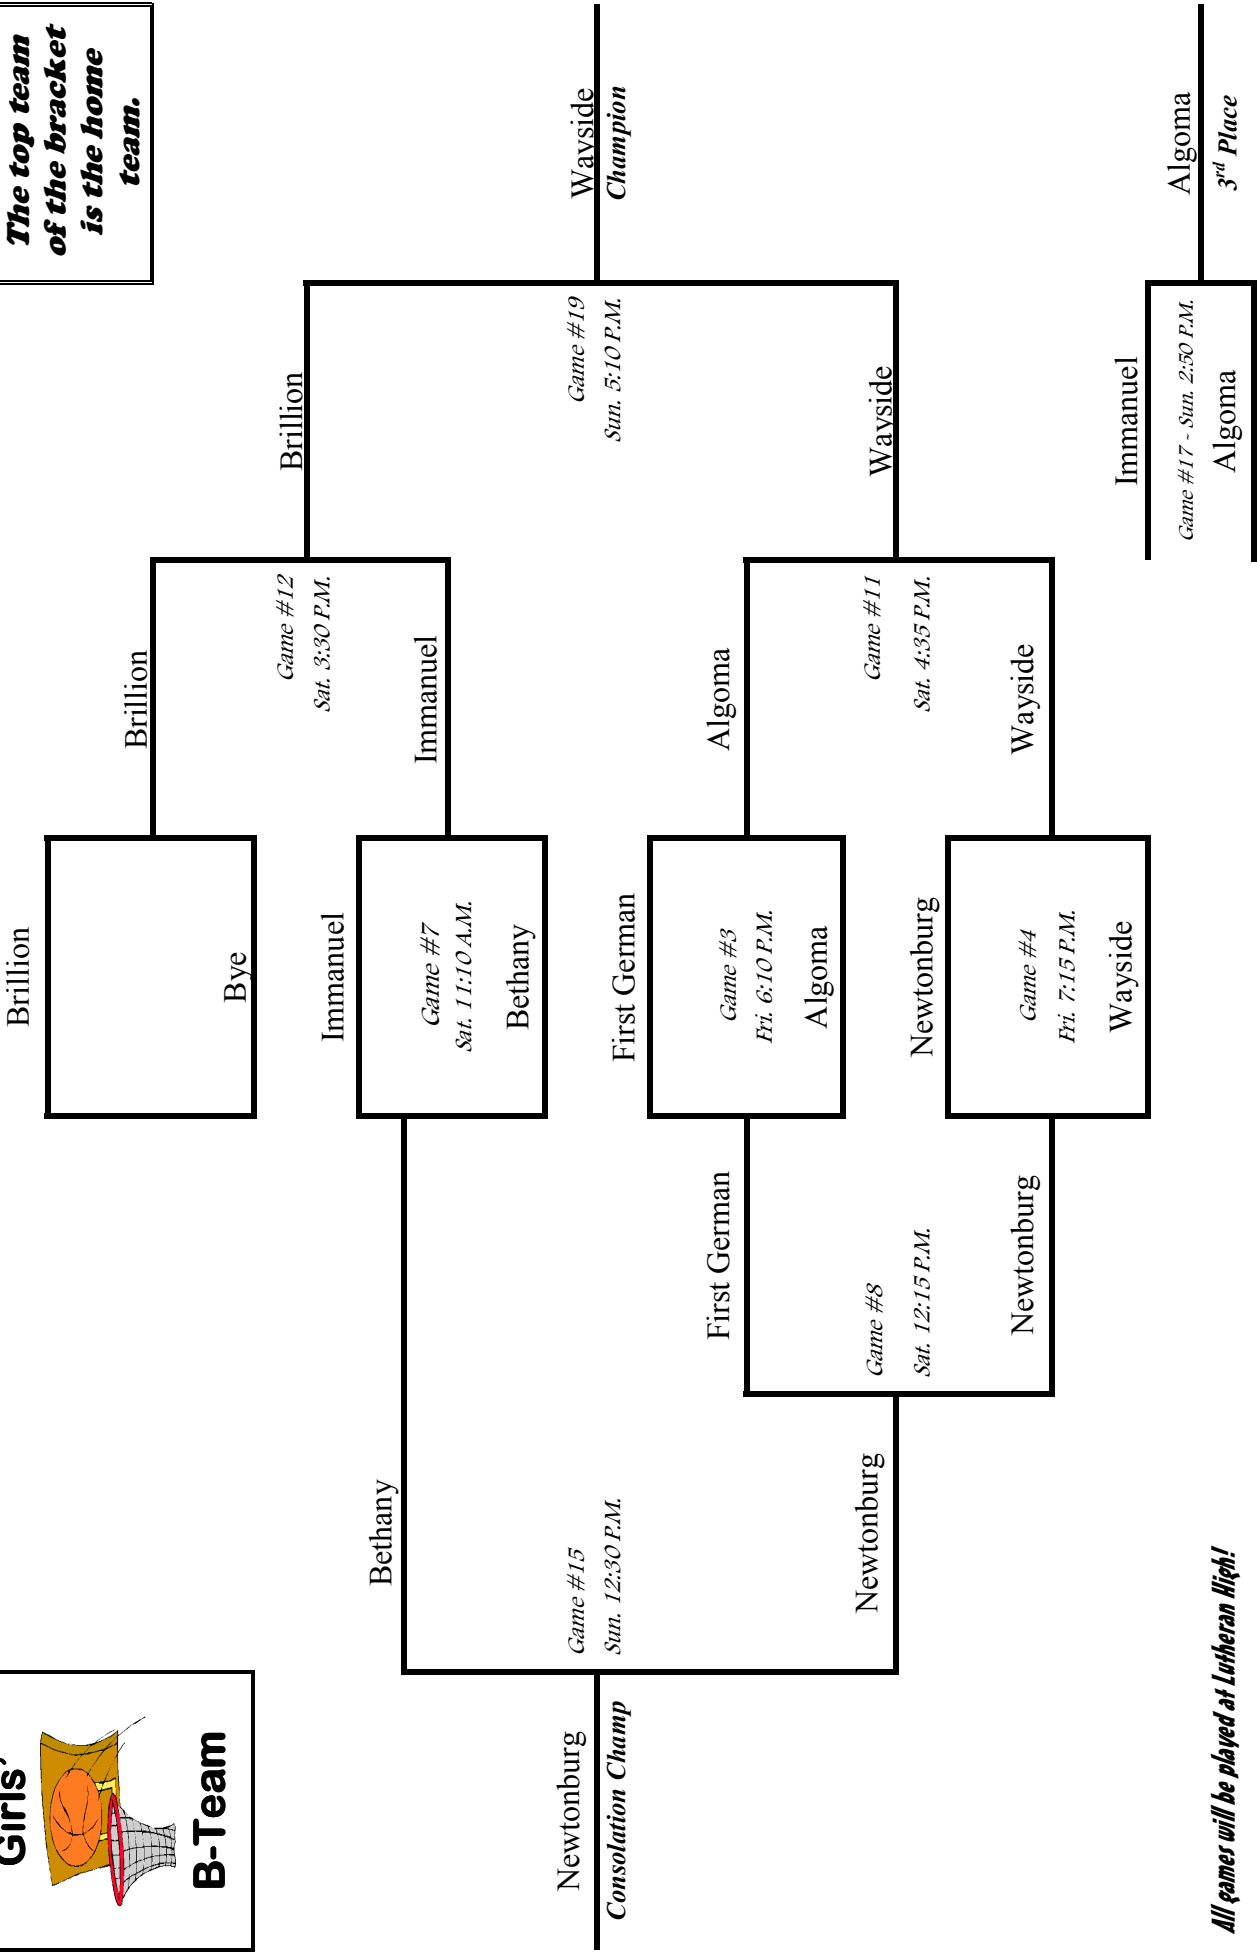 Girls'
B-Team
The top team
of the bracket
is the home
team.
Brillion
Bye
Brillion
Immanuel
Game #7
Sat. 11:10 A.M.
Bethany
Immanuel
Game #12
Sat. 3:30 P.M.
Brillion
First German
Game #3
Fri. 6:10 P.M.
Algoma
Algoma
Newtonburg
Game #4
Fri. 7:15 P.M.
Wayside
Wayside
Game #11
Sat. 4:35 P.M.
Wayside
Game #19
Sun. 5:10 P.M.
Wayside
Champion
Bethany
First German
Game #8
Sat. 12:15 P.M.
Newtonburg
Newtonburg
Game #15
Sun. 12:30 P.M.
Newtonburg
Consolation Champ
Immanuel
Game #17 - Sun. 2:50 P.M.
Algoma
Algoma
3rd Place
All games will be played at Lutheran High!